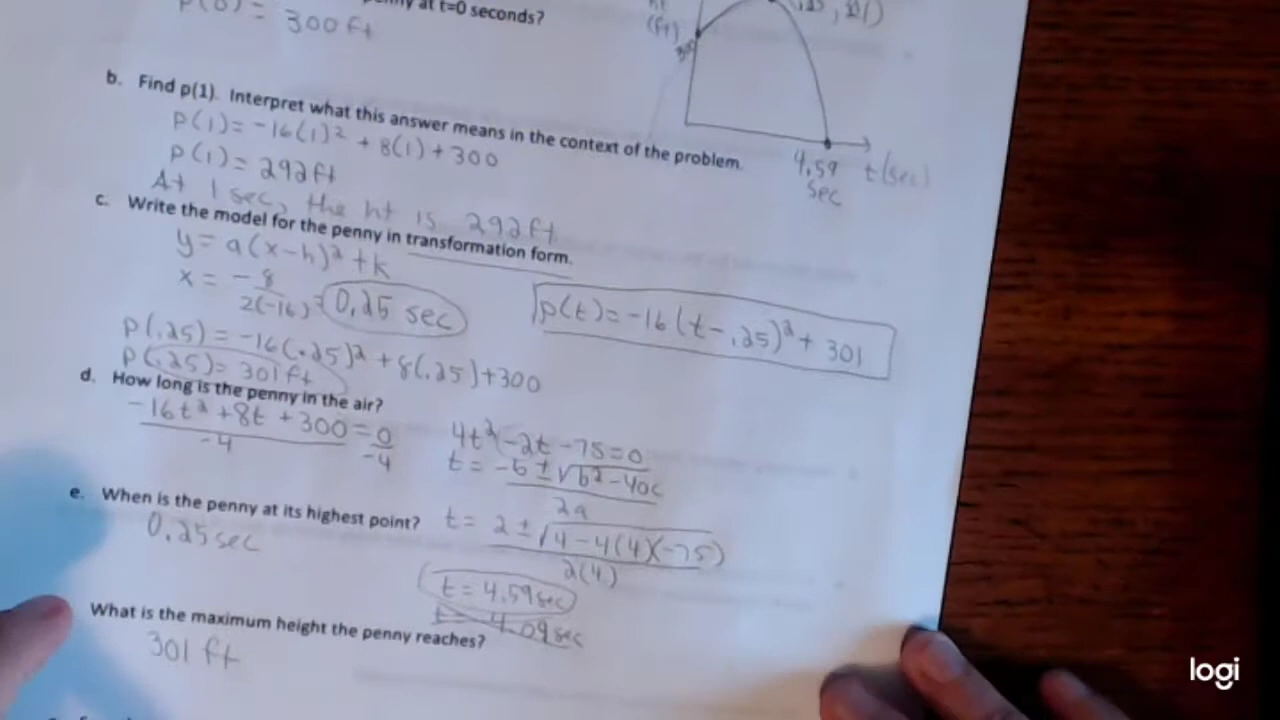 at t=0 seconds?
p(0) = 300 ft
ht
(ft)
300
b. Find p(1). Interpret what this answer means in the context of the problem.
p(1) = -16(1)² + 8(1) + 300
p(1) = 292 ft
At 1 sec, the ht is 292 ft
4.59 sec
t(sec)
c. Write the model for the penny in transformation form.
y = a(x-h)² + k
x = -8/2(-16) = 0.25 sec
p(t) = -16(t-.25)² + 301
p(.25) = -16(.25)² + 8(.25) + 300
p(.25) = 301 ft
d. How long is the penny in the air?
-16t² + 8t + 300 = 0
-4 -4
4t² - 2t - 75 = 0
t = -b ± √b² - 4ac
2a
t = 2 ± √4 - 4(4)(-75)
2(4)
t = 4.59 sec
t = -4.09 sec
e. When is the penny at its highest point?
0.25 sec
What is the maximum height the penny reaches?
301 ft
logi